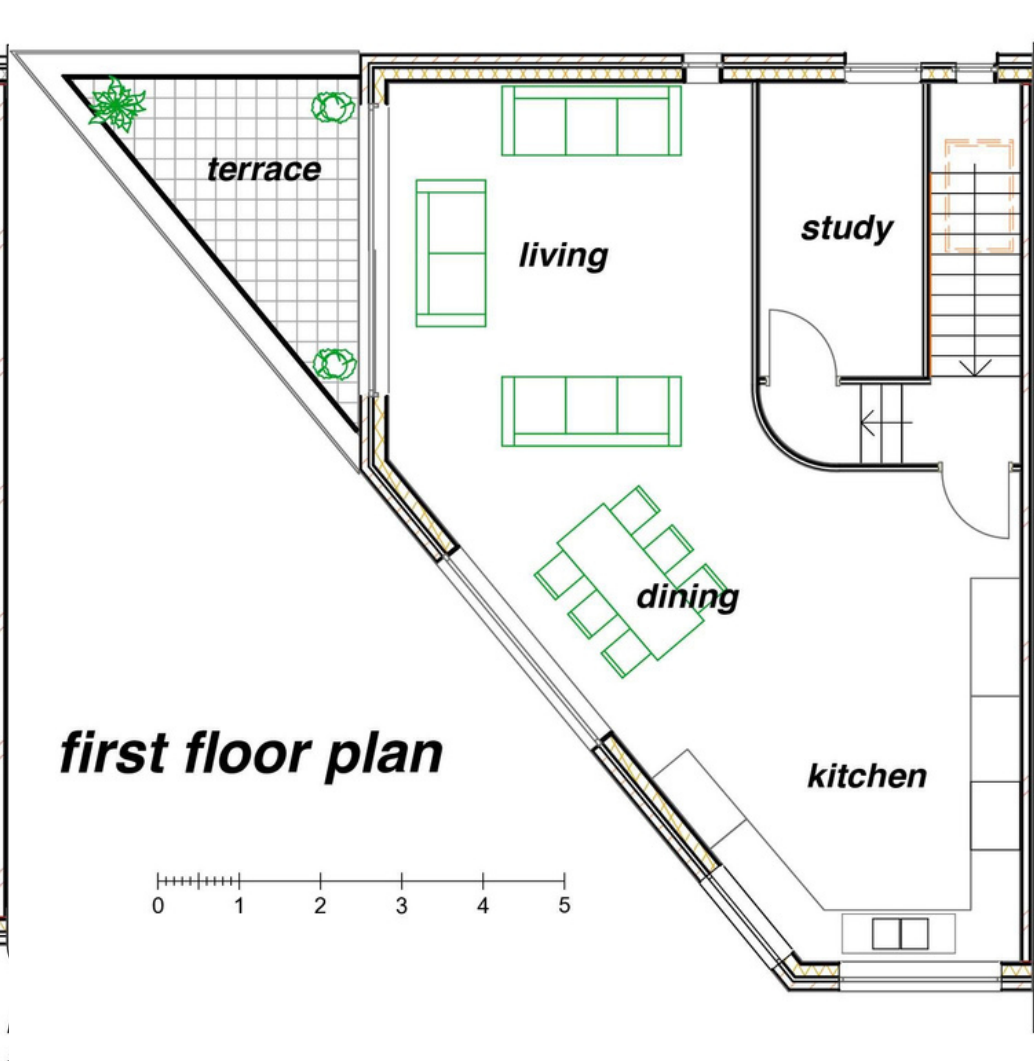 terrace
study
living
dining
first floor plan
kitchen
0 1 2 3 4 5